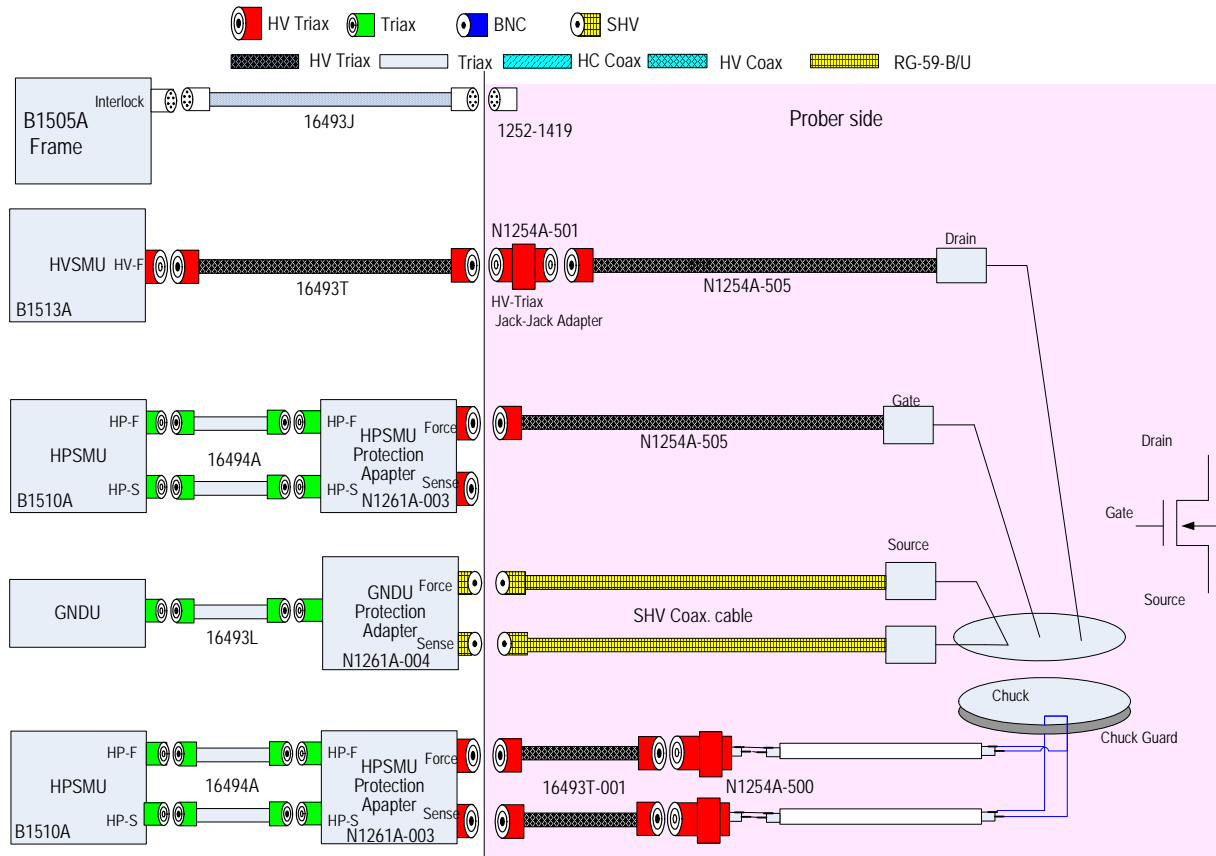 HV Triax
Triax
BNC
SHV
HV Triax
Triax
HC Coax
HV Coax
RG-59-B/U
B1505A
Frame
Interlock
16493J
1252-1419
Prober side
HVSMU
HV-F
B1513A
16493T
N1254A-501
HV-Triax
Jack-Jack Adapter
N1254A-505
Drain
HPSMU
HP-F
HP-S
B1510A
16494A
HP-F
HP-S
HPSMU
Protection
Apapter
N1261A-003
Force
Sense
N1254A-505
Gate
Drain
Gate
Source
GNDU
16493L
GNDU
Protection
Adapter
N1261A-004
Force
Sense
SHV Coax. cable
Source
Chuck
Chuck Guard
HPSMU
HP-F
HP-S
B1510A
16494A
HP-F
HP-S
HPSMU
Protection
Apapter
N1261A-003
Force
Sense
16493T-001
N1254A-500